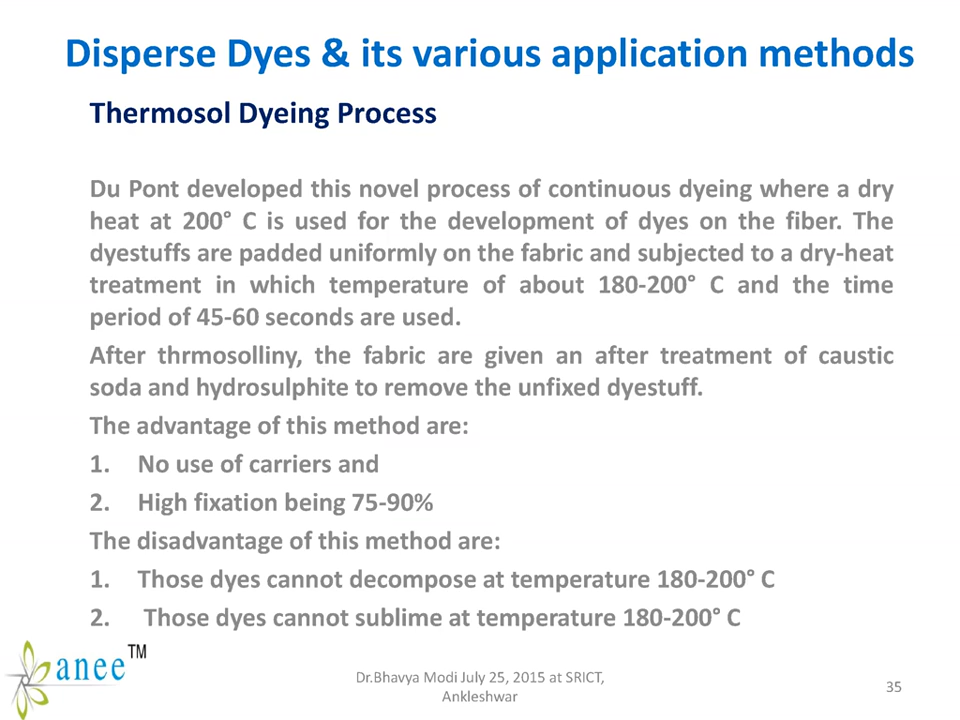 Disperse Dyes & its various application methods
Thermosol Dyeing Process
Du Pont developed this novel process of continuous dyeing where a dry
heat at 200° C is used for the development of dyes on the fiber. The
dyestuffs are padded uniformly on the fabric and subjected to a dry-heat
treatment in which temperature of about 180-200° C and the time
period of 45-60 seconds are used.
After thrmosolliny, the fabric are given an after treatment of caustic
soda and hydrosulphite to remove the unfixed dyestuff.
The advantage of this method are:
1. No use of carriers and
2. High fixation being 75-90%
The disadvantage of this method are:
1. Those dyes cannot decompose at temperature 180-200° C
2. Those dyes cannot sublime at temperature 180-200° C
anee TM
Dr.Bhavya Modi July 25, 2015 at SRICT,
Ankleshwar
35